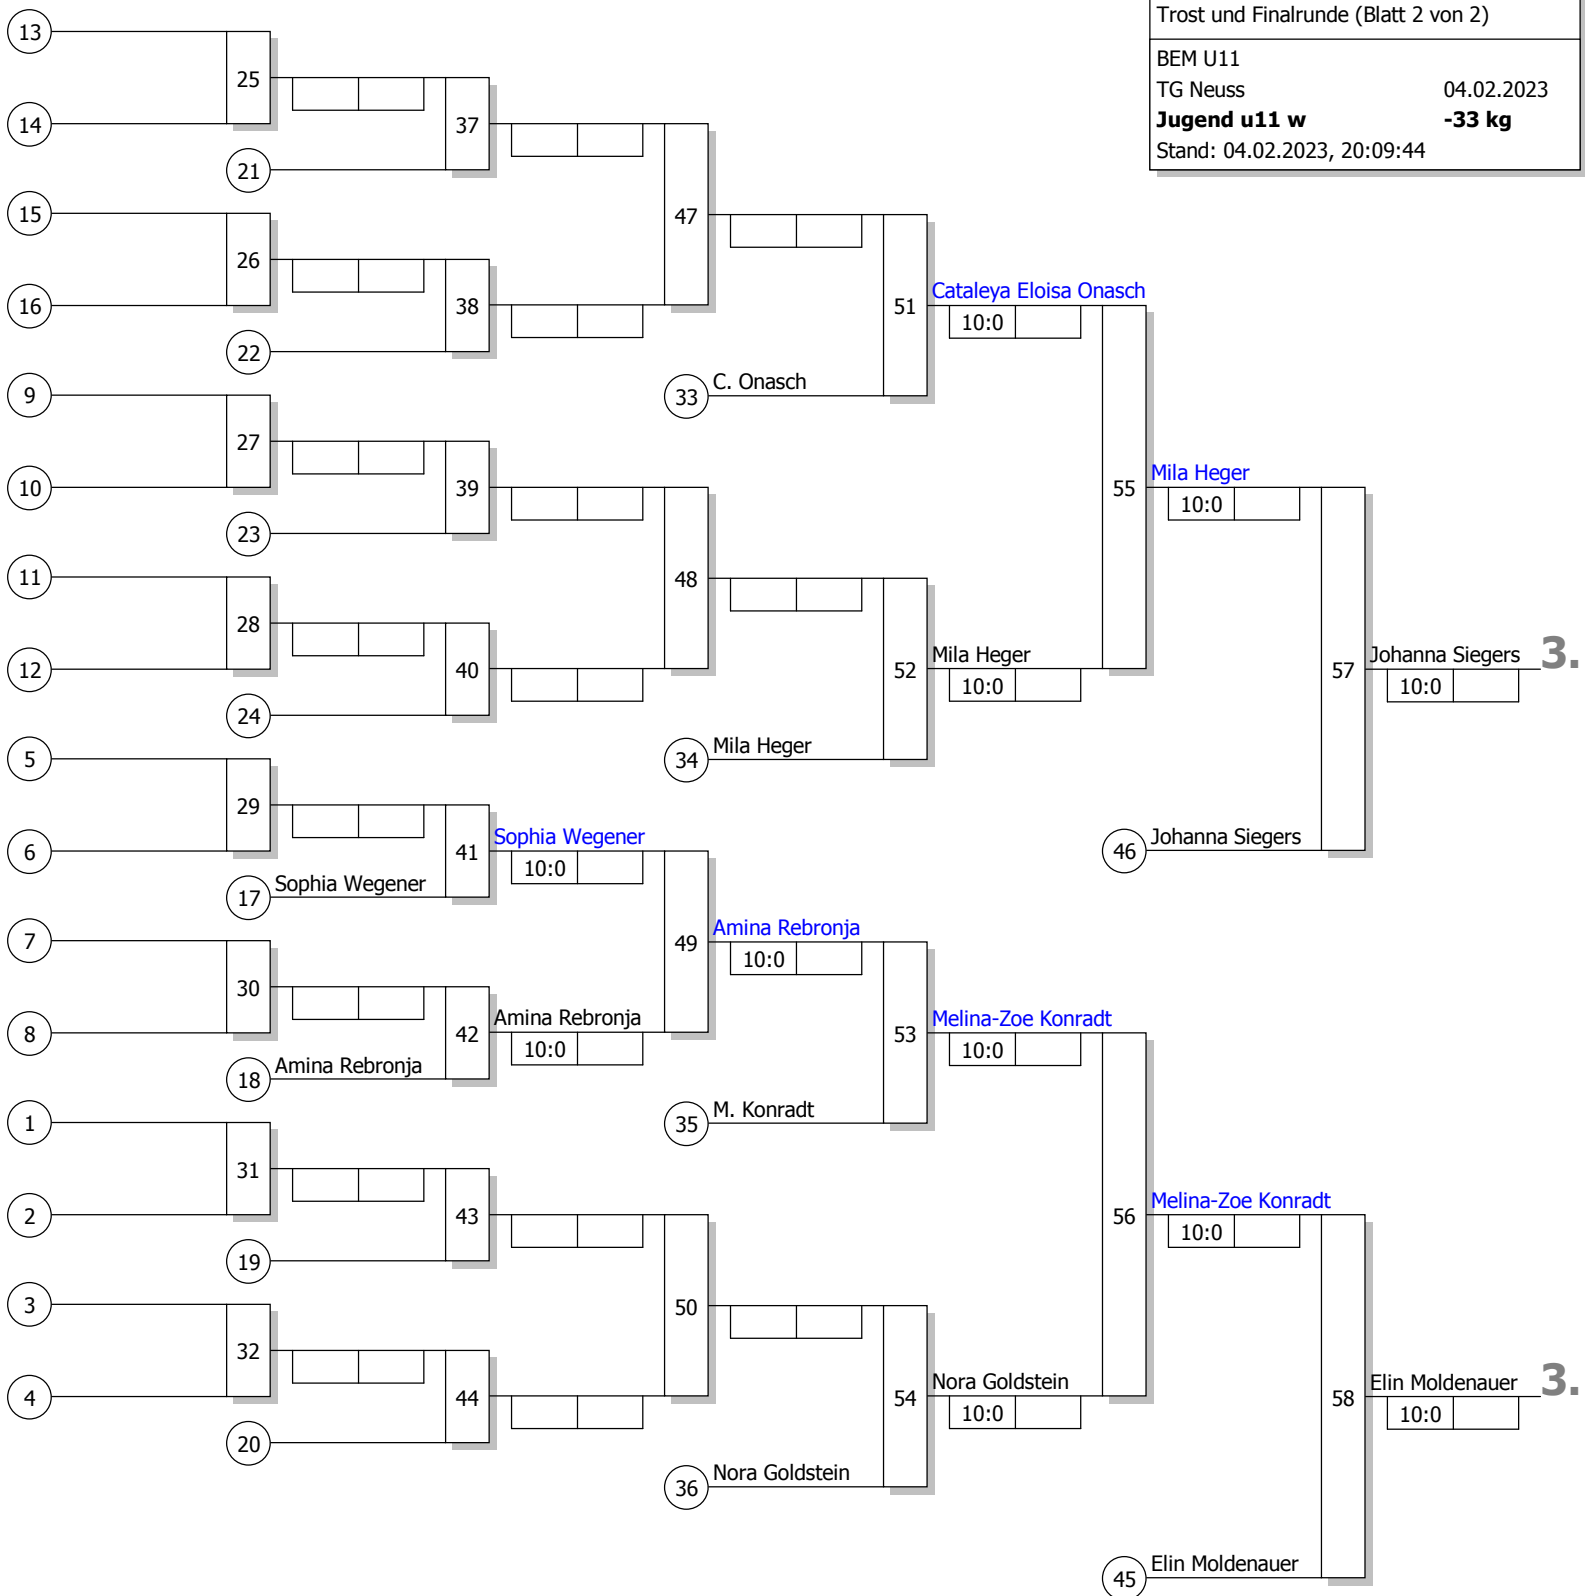 Trost und Finalrunde (Blatt 2 von 2)
BEM U11
TG Neuss 04.02.2023
Jugend u11 w -33 kg
Stand: 04.02.2023, 20:09:44
13
25
14
37
21
15
47
26
16
38
22
51
Cataleya Eloisa Onasch
10:0
33 C. Onasch
9
27
10
39
23
55
Mila Heger
10:0
11
48
28
12
40
24
52
Mila Heger
10:0
34 Mila Heger
57
Johanna Siegers 3.
10:0
46 Johanna Siegers
5
29
6
41
Sophia Wegener
10:0
17 Sophia Wegener
7
49
Amina Rebronja
10:0
30
8
42
Amina Rebronja
10:0
18 Amina Rebronja
53
Melina-Zoe Konradt
10:0
35 M. Konradt
1
31
2
43
19
56
Melina-Zoe Konradt
10:0
3
50
32
4
44
20
54
Nora Goldstein
10:0
36 Nora Goldstein
58
Elin Moldenauer 3.
10:0
45 Elin Moldenauer